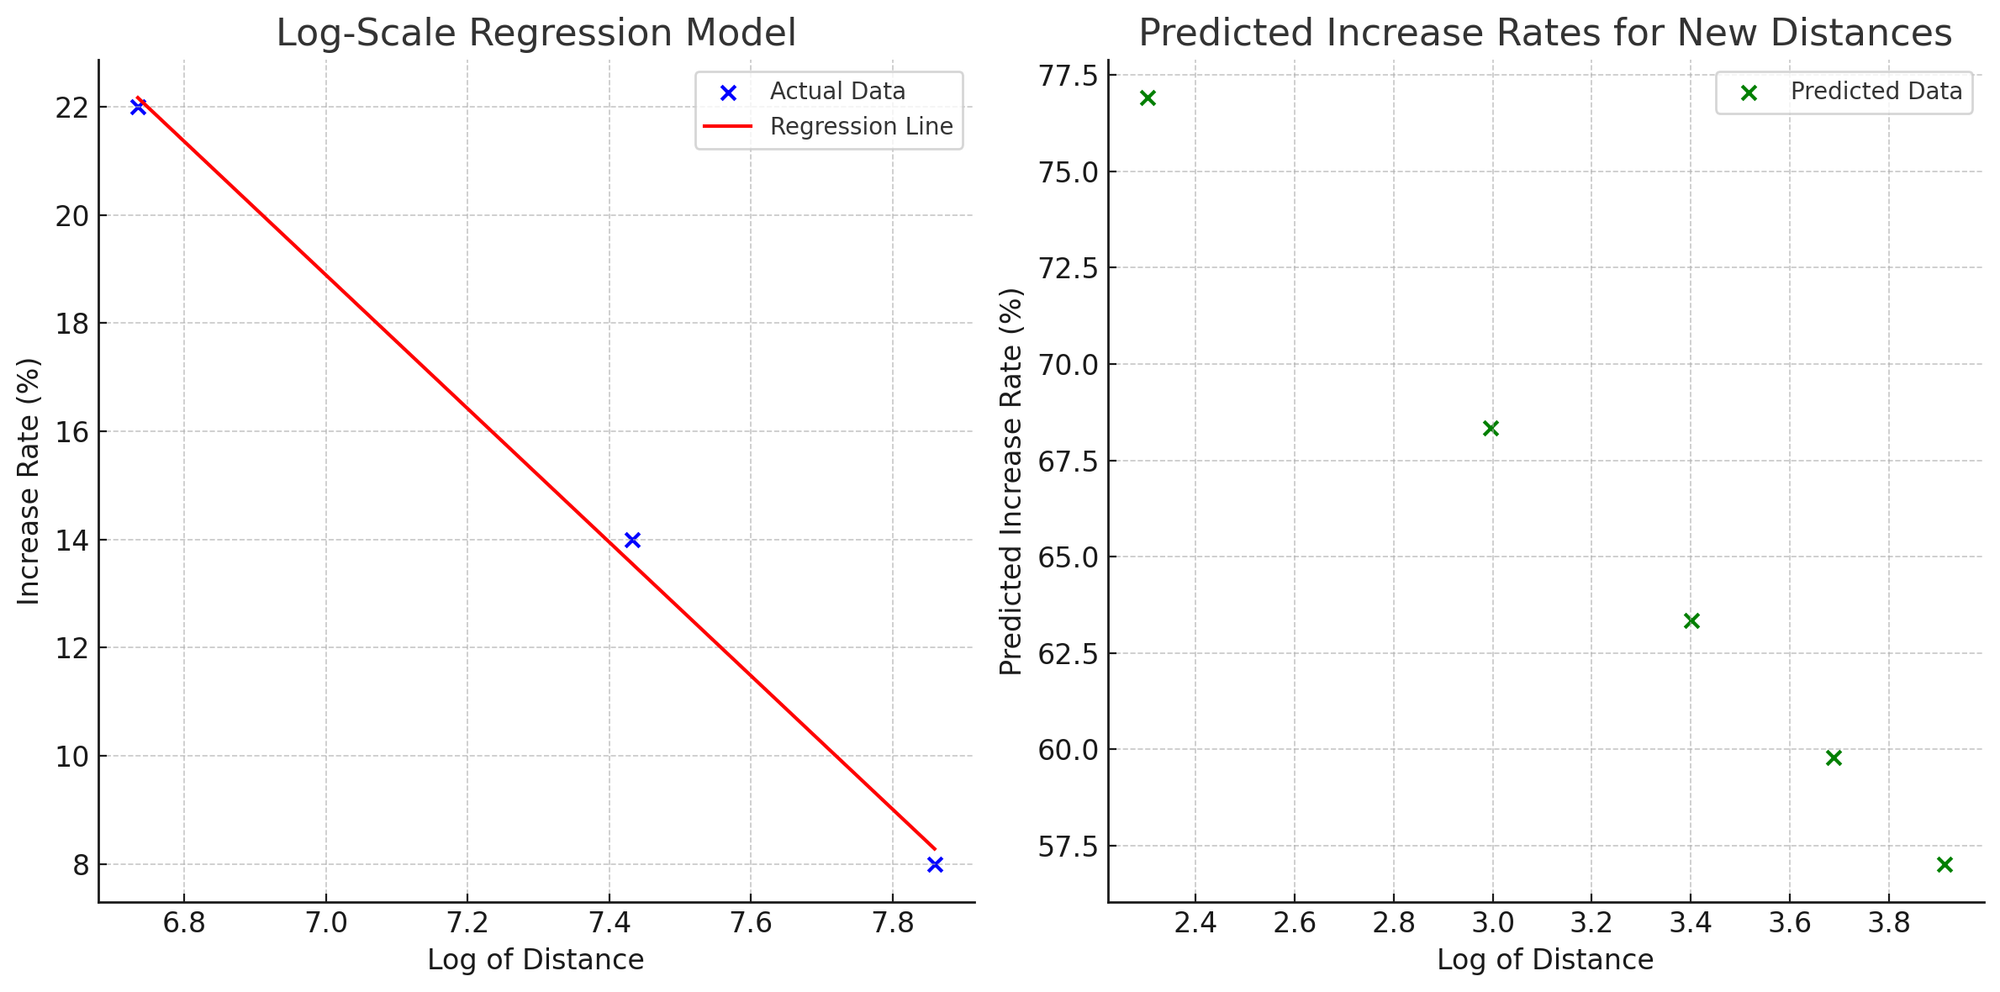 Log-Scale Regression Model
Actual Data
Regression Line
Increase Rate (%)
22
20
18
16
14
12
10
8
6.8 7.0 7.2 7.4 7.6 7.8
Log of Distance
Predicted Increase Rates for New Distances
Predicted Data
Predicted Increase Rate (%)
77.5
75.0
72.5
70.0
67.5
65.0
62.5
60.0
57.5
2.4 2.6 2.8 3.0 3.2 3.4 3.6 3.8
Log of Distance